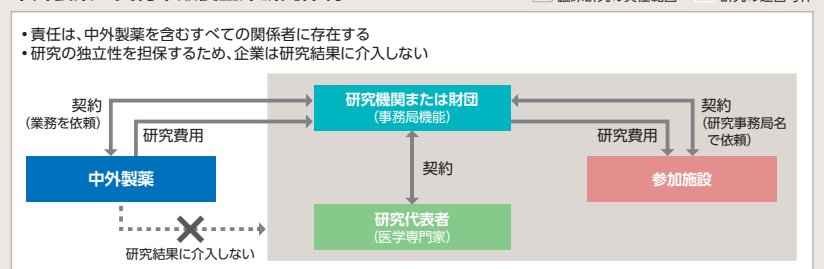 ・責任は、中外製薬を含むすべての関係者に存在する
・研究の独立性を担保するため、企業は研究結果に介入しない
契約
(業務を依頼)
研究費用
中外製薬
研究結果に介入しない
研究機関または財団
(事務局機能)
契約
研究代表者
(医学専門家)
研究費用
契約
(研究事務局名
で依頼)
参加施設